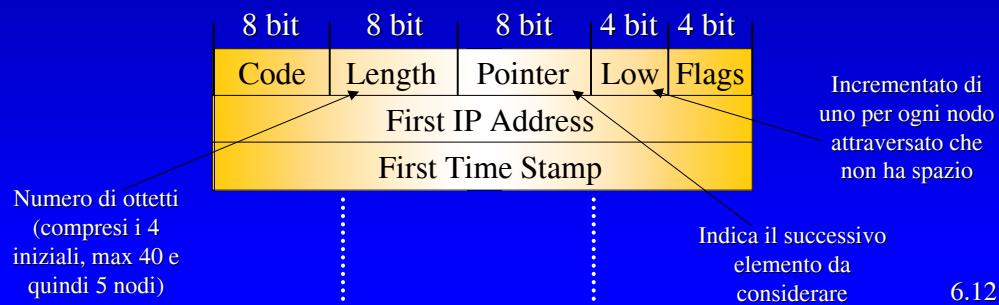 8 bit 8 bit 8 bit 4 bit 4 bit
Code Length Pointer Low Flags
First IP Address
First Time Stamp
Incrementato di
uno per ogni nodo
attraversato che
non ha spazio
Numero di ottetti
(compresi i 4
iniziali, max 40 e
quindi 5 nodi)
Indica il successivo
elemento da
considerare
6.12